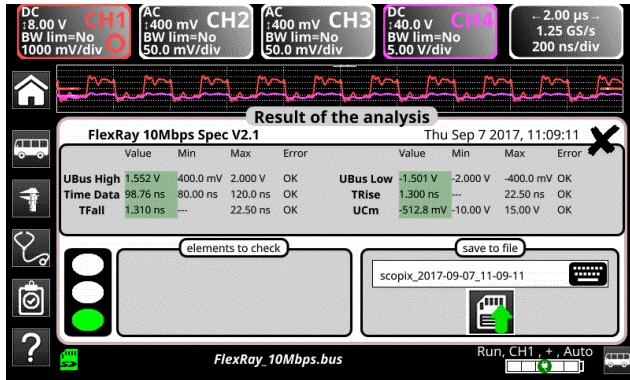 DC
↕8.00 V CH1
BW lim=No
1000 mV/div
AC
↕400 mV CH2
BW lim=No
50.0 mV/div
AC
↕400 mV CH3
BW lim=No
50.0 mV/div
DC
↕40.0 V CH4
BW lim=No
5.00 V/div
←2.00 µs→
1.25 GS/s
200 ns/div
Result of the analysis
FlexRay 10Mbps Spec V2.1 Thu Sep 7 2017, 11:09:11
Value Min Max Error Value Min Max Error
UBus High 1.552 V 400.0 mV 2.000 V OK UBus Low -1.501 V -2.000 V -400.0 mV OK
Time Data 98.76 ns 80.00 ns 120.0 ns OK TRise 1.300 ns --- 22.50 ns OK
TFall 1.310 ns --- 22.50 ns OK UCm -512.8 mV -10.00 V 15.00 V OK
elements to check
save to file
scopix_2017-09-07_11-09-11
?
FlexRay_10Mbps.bus
Run, CH1 , + , Auto